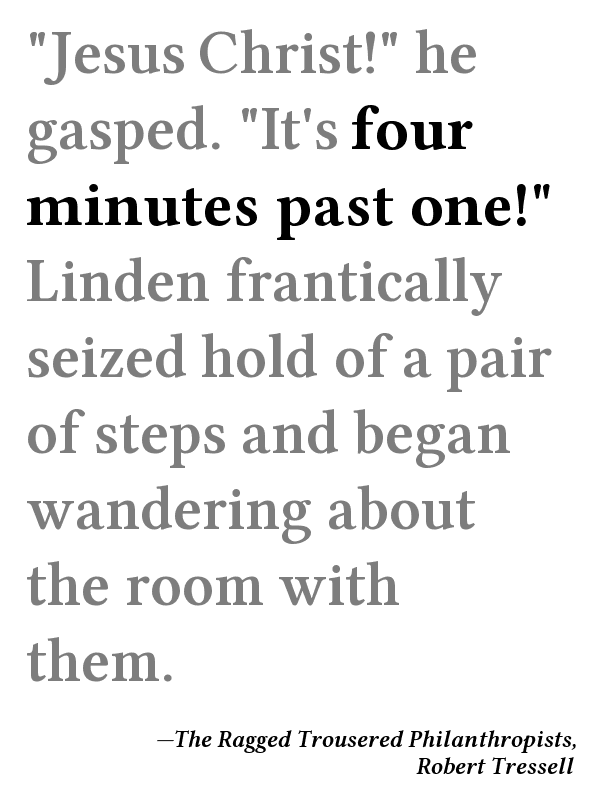 "Jesus Christ!" he
gasped. "It's four
minutes past one!"
Linden frantically
seized hold of a pair
of steps and began
wandering about
the room with
them.
—The Ragged Trousered Philanthropists,
Robert Tressell